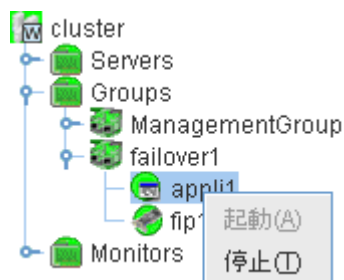 cluster
Servers
Groups
ManagementGroup
failover1
appli1
fip1
起動(A)
停止(T)
Monitors